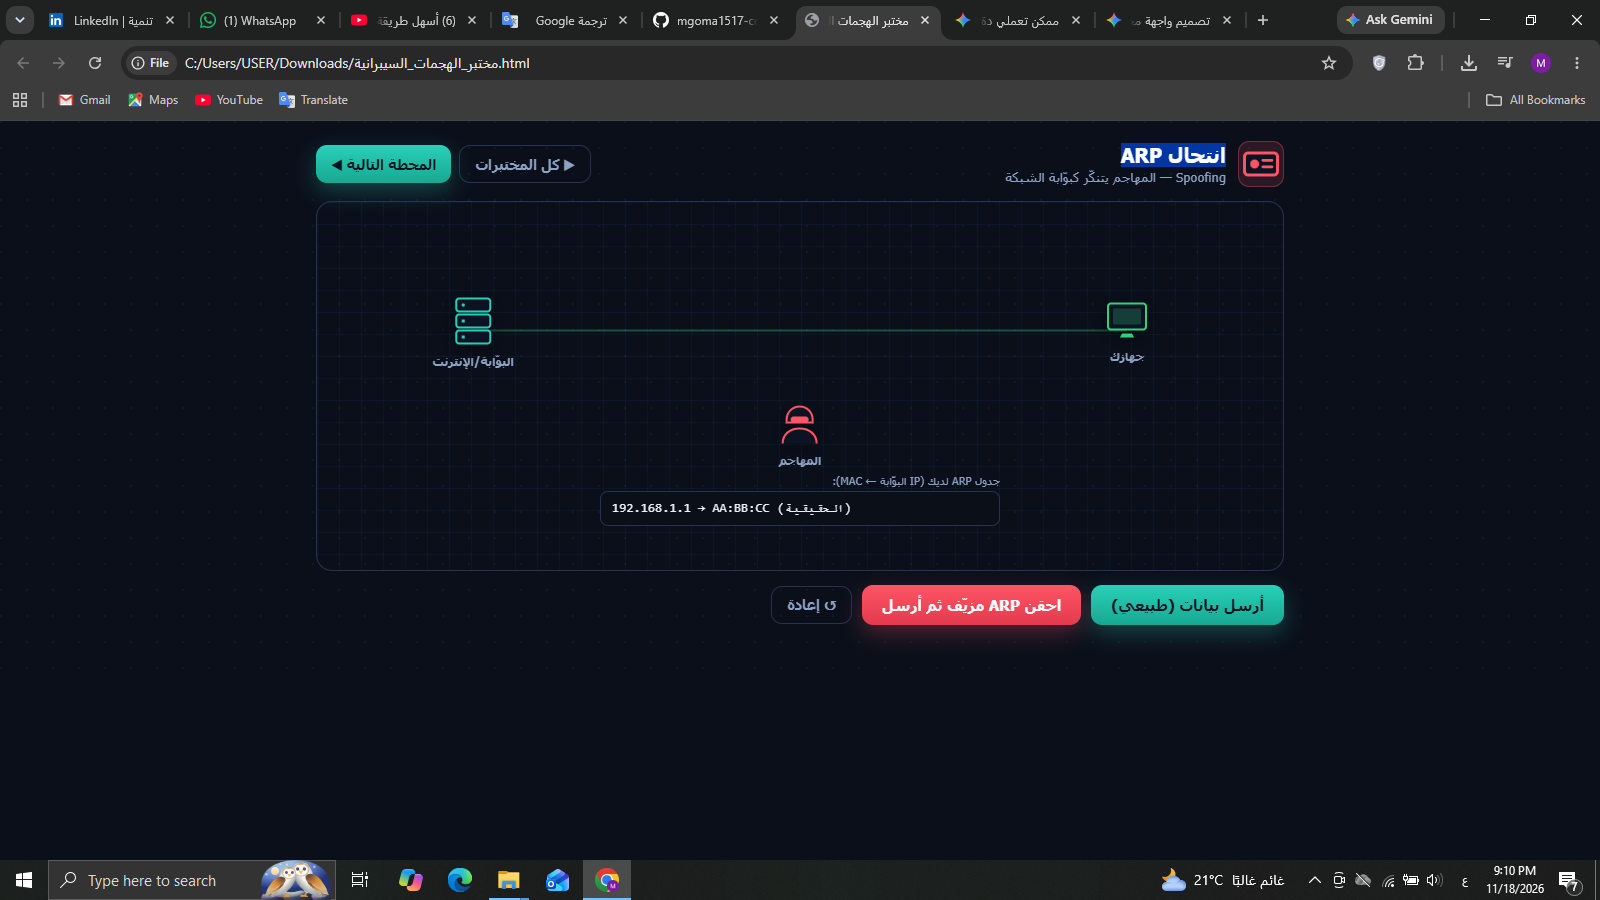 LinkedIn | تنمية
(1) WhatsApp
(6) أسهل طريقة
ترجمة Google
mgoma1517-c
مختبر الهجمات ا
ممكن تعملي دة
تصميم واجهة م
Ask Gemini
File
C:/Users/USER/Downloads/مختبر_الهجمات_السيبرانية.html
M
Gmail
Maps
YouTube
Translate
All Bookmarks
انتحال ARP
Spoofing — المهاجم يتنكّر كبوّابة الشبكة
▶ كل المختبرات
المحطة التالية ◀
جهازك
البوّابة/الإنترنت
المهاجم
جدول ARP لديك (IP البوّابة ← MAC):
192.168.1.1 → AA:BB:CC (الحقيقية)
أرسل بيانات (طبيعي)
احقن ARP مزيّف ثم أرسل
↺ إعادة
Type here to search
21°C غائم غالبًا
ع
9:10 PM
11/18/2026
7